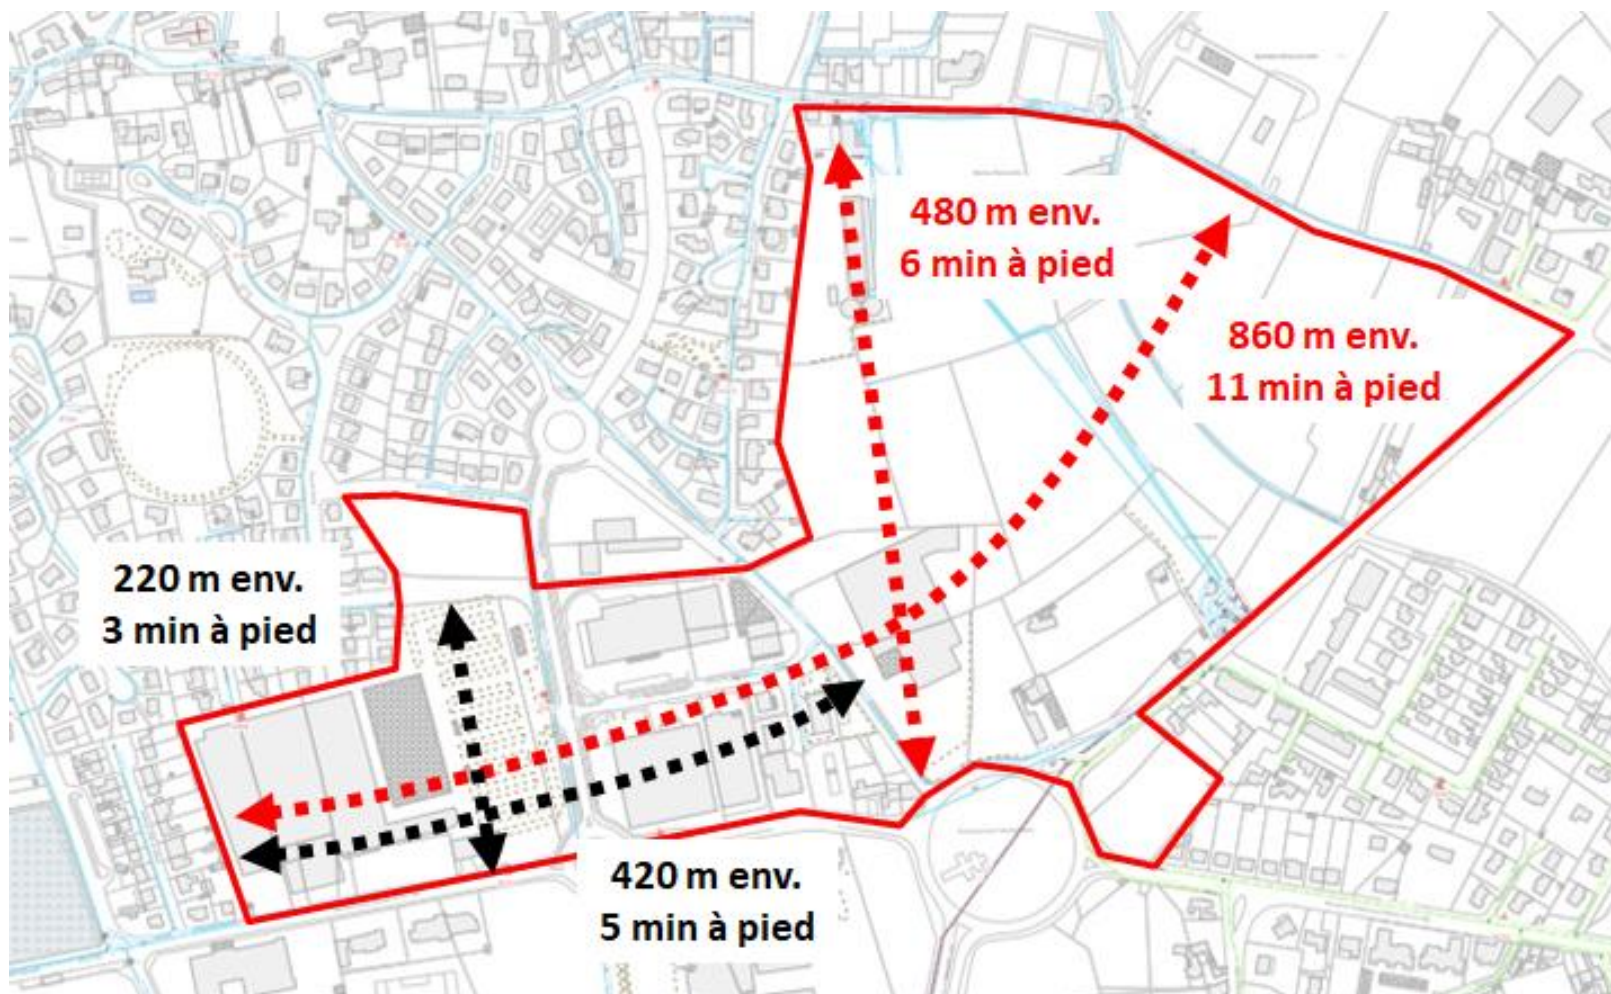 480 m env.
6 min à pied
860 m env.
11 min à pied
220 m env.
3 min à pied
420 m env.
5 min à pied